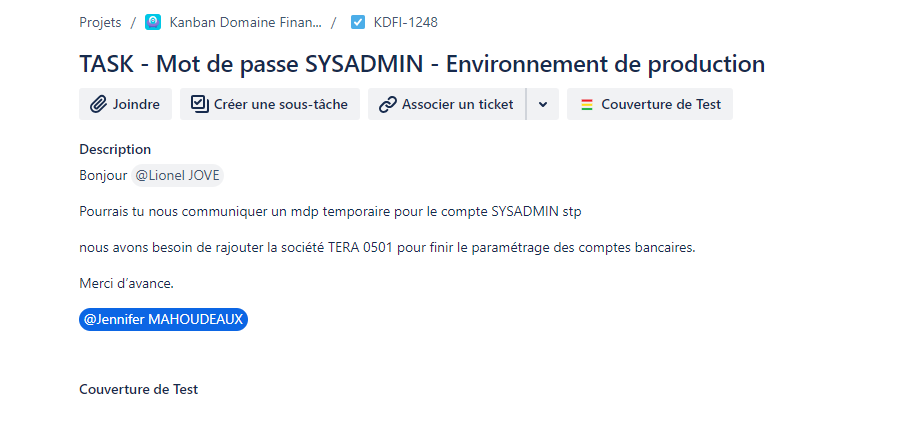 Projets / Kanban Domaine Finan... / KDFI-1248
TASK - Mot de passe SYSADMIN - Environnement de production
Joindre Créer une sous-tâche Associer un ticket Couverture de Test
Description
Bonjour @Lionel JOVE
Pourrais tu nous communiquer un mdp temporaire pour le compte SYSADMIN stp
nous avons besoin de rajouter la société TERA 0501 pour finir le paramétrage des comptes bancaires.
Merci d’avance.
@Jennifer MAHOUDEAUX
Couverture de Test